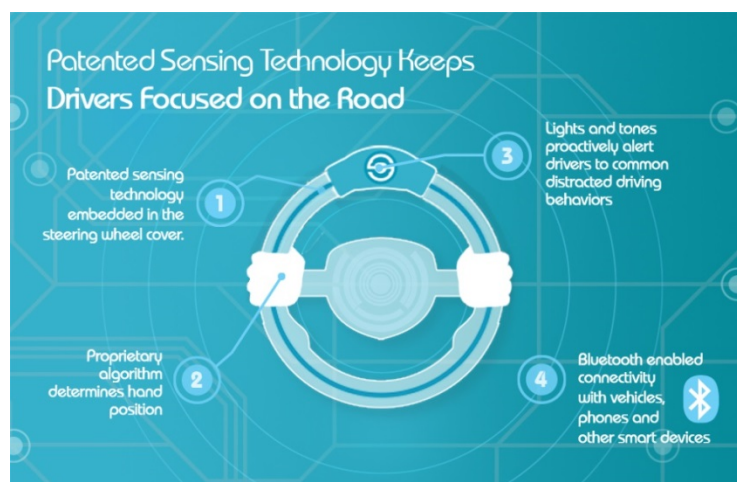 Patented Sensing Technology Keeps
Drivers Focused on the Road
1
Patented sensing
technology
embedded in the
steering wheel cover.
2
Proprietary
algorithm
determines hand
position
3
Lights and tones
proactively alert
drivers to common
distracted driving
behaviors
4
Bluetooth enabled
connectivity
with vehicles,
phones and
other smart devices